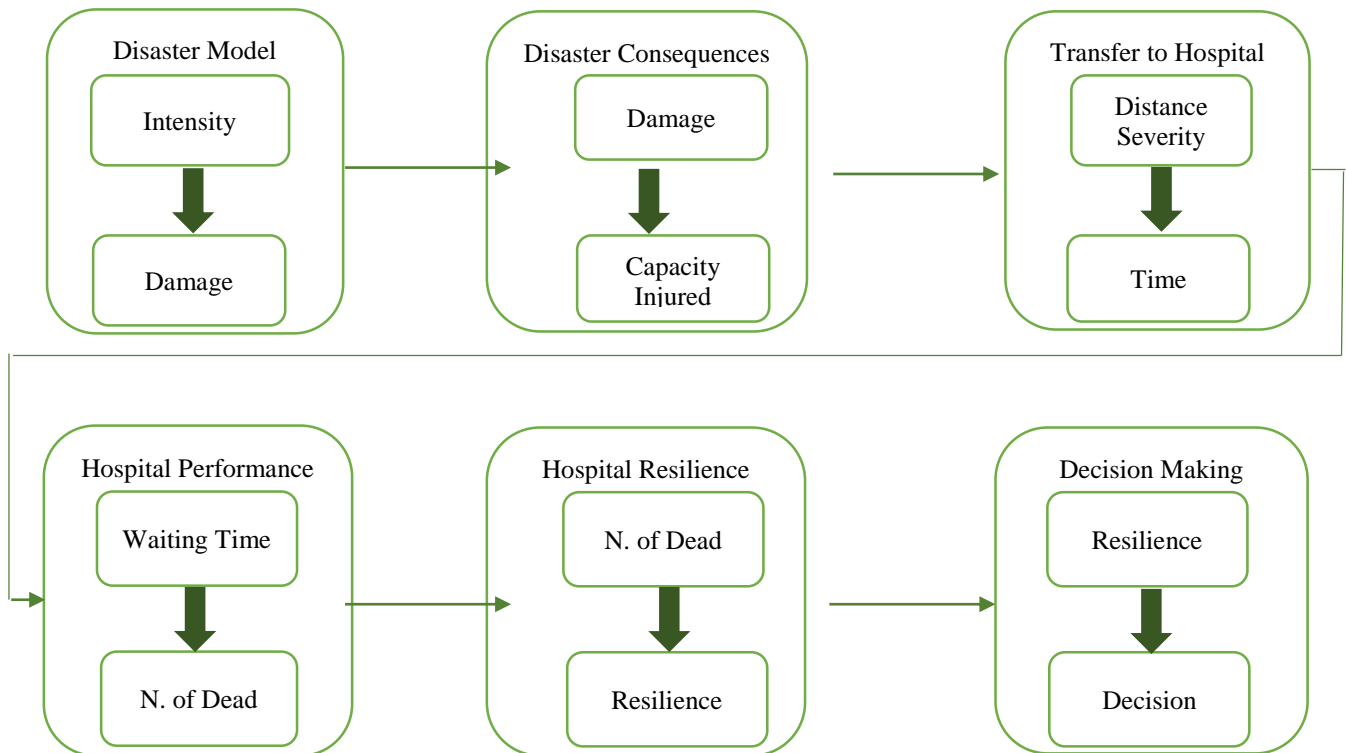 Disaster Model
Intensity
Damage
Disaster Consequences
Damage
Capacity
Injured
Transfer to Hospital
Distance
Severity
Time
Hospital Performance
Waiting Time
N. of Dead
Hospital Resilience
N. of Dead
Resilience
Decision Making
Resilience
Decision